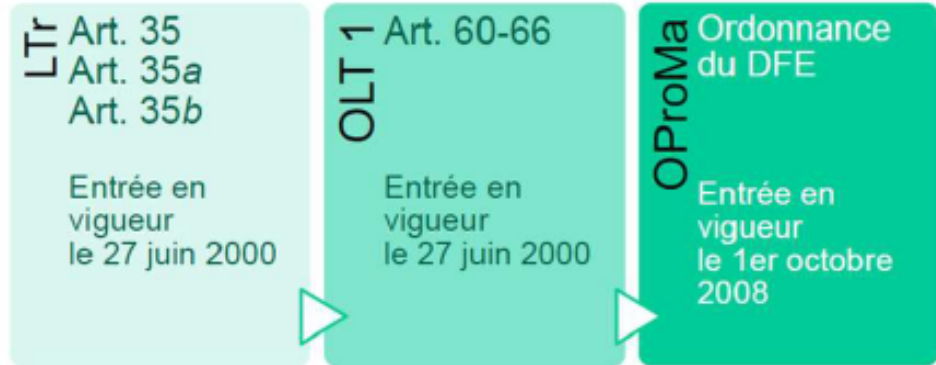 LTr
Art. 35
Art. 35a
Art. 35b
Entrée en
vigueur
le 27 juin 2000
OLT 1
Art. 60-66
Entrée en
vigueur
le 27 juin 2000
OProMa
Ordonnance
du DFE
Entrée en
vigueur
le 1er octobre
2008